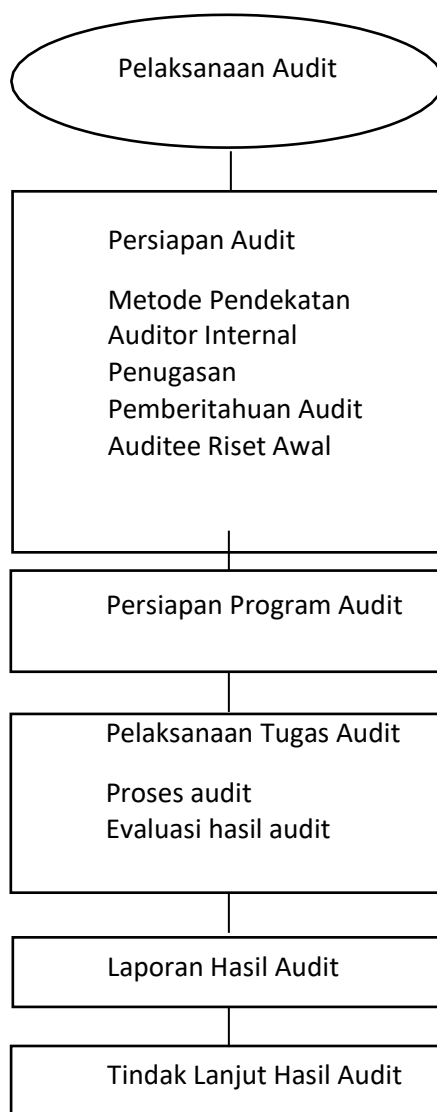 Pelaksanaan Audit
Persiapan Audit
Metode Pendekatan
Auditor Internal
Penugasan
Pemberitahuan Audit
Auditee Riset Awal
Persiapan Program Audit
Pelaksanaan Tugas Audit
Proses audit
Evaluasi hasil audit
Laporan Hasil Audit
Tindak Lanjut Hasil Audit